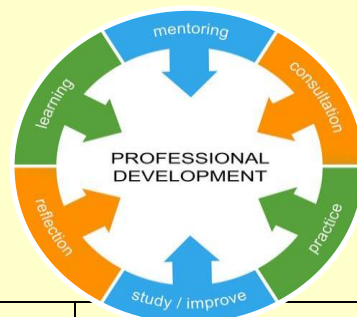 mentoring
consultation
learning
PROFESSIONAL
DEVELOPMENT
reflection
practice
study / improve